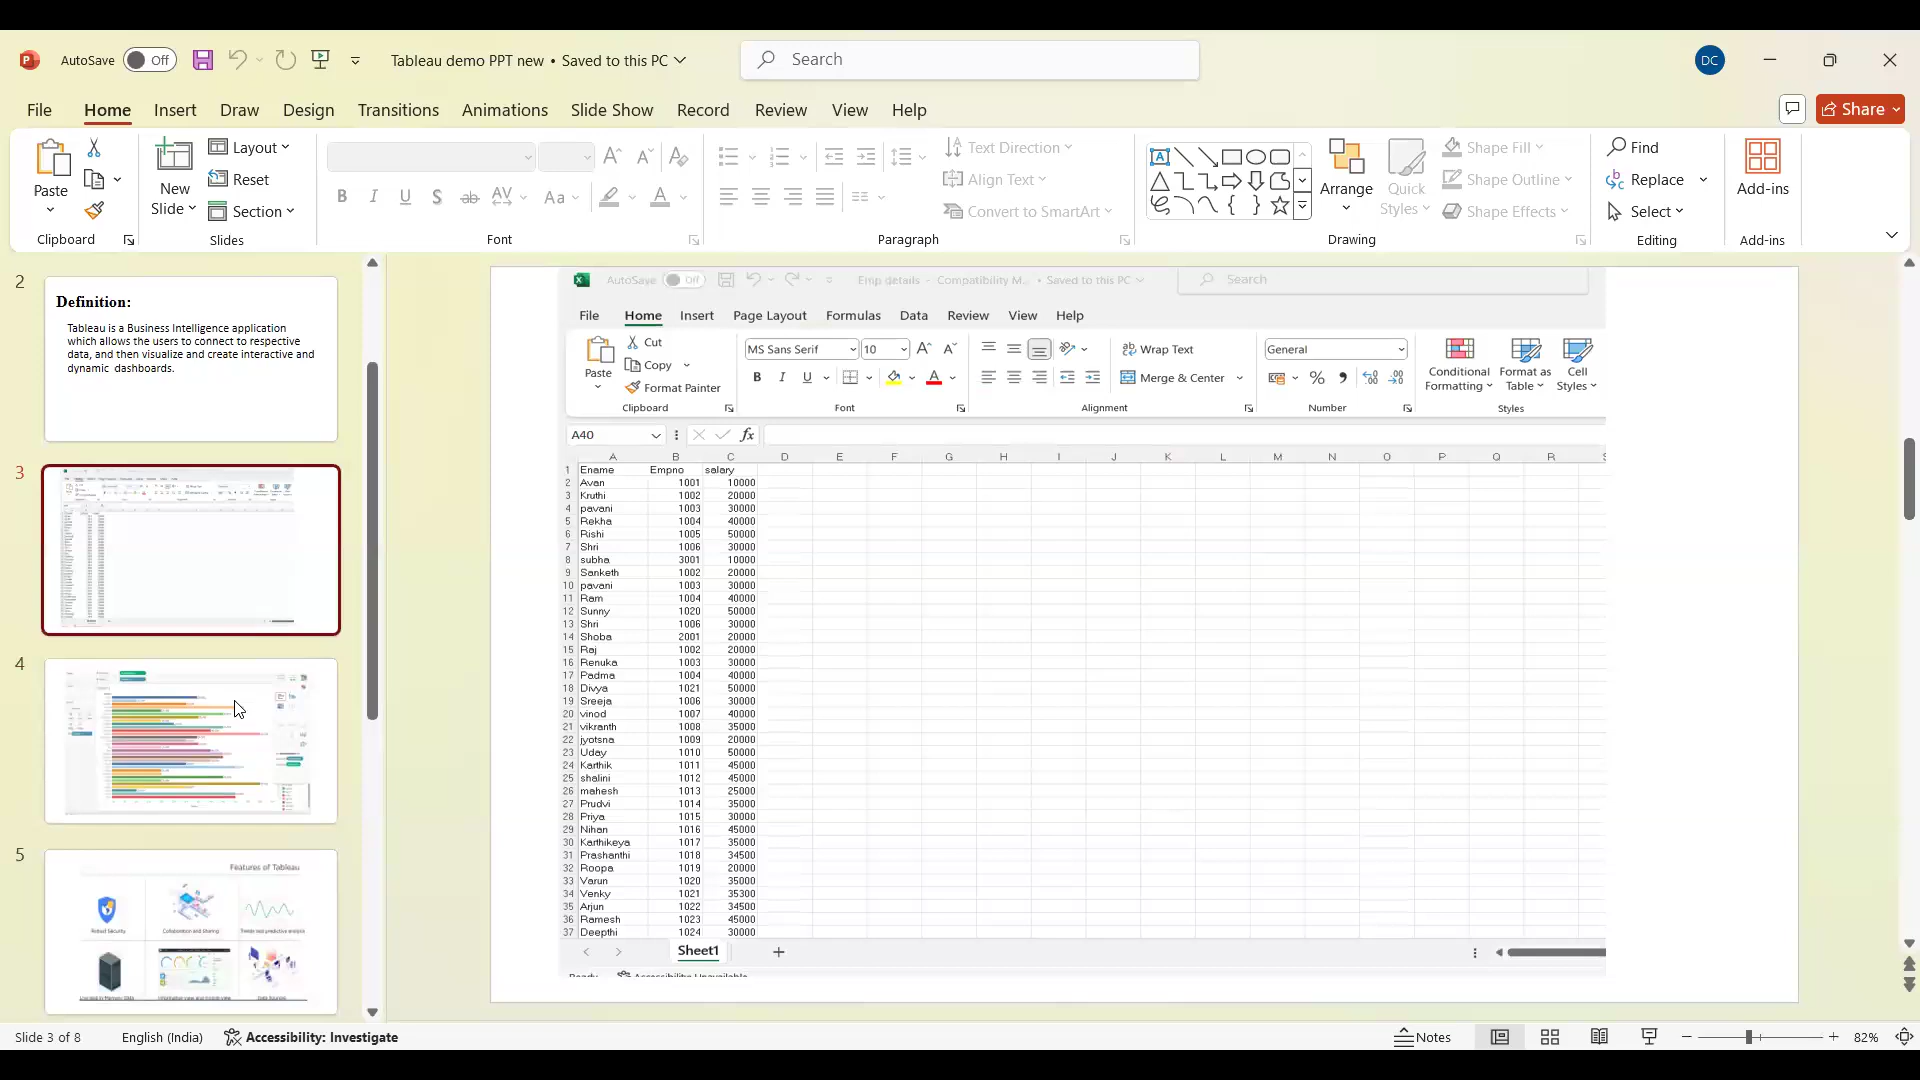 AutoSave Off Tableau demo PPT new • Saved to this PC Search DC
File Home Insert Draw Design Transitions Animations Slide Show Record Review View Help Share
Paste
Clipboard
New Slide
Layout
Reset
Section
Slides
Font
Text Direction
Align Text
Convert to SmartArt
Paragraph
Arrange
Quick Styles
Shape Fill
Shape Outline
Shape Effects
Drawing
Find
Replace
Select
Editing
Add-ins
Add-ins
2
Definition:
Tableau is a Business Intelligence application
which allows the users to connect to respective
data, and then visualize and create interactive and
dynamic dashboards.
3
4
5
Features of Tableau
Robust Security
Collaboration and Sharing
Trends and predictive analysis
Data Sources
AutoSave Off Emp details - Compatibility M... • Saved to this PC Search
File Home Insert Page Layout Formulas Data Review View Help
Paste
Cut
Copy
Format Painter
Clipboard
MS Sans Serif 10
Font
Wrap Text
Merge & Center
Alignment
General
Number
Conditional Formatting
Format as Table
Cell Styles
Styles
A40
A B C D E F G H I J K L M N O P Q R S
1 Ename Empno salary
2 Avan 1001 10000
3 Kruthi 1002 20000
4 pavani 1003 30000
5 Rekha 1004 40000
6 Rishi 1005 50000
7 Shri 1006 30000
8 subha 3001 10000
9 Sanketh 1002 20000
10 pavani 1003 30000
11 Ram 1004 40000
12 Sunny 1020 50000
13 Shri 1006 30000
14 Shoba 2001 20000
15 Raj 1002 20000
16 Renuka 1003 30000
17 Padma 1004 40000
18 Divya 1021 50000
19 Sreeja 1006 30000
20 vinod 1007 40000
21 vikranth 1008 35000
22 jyotsna 1009 20000
23 Uday 1010 50000
24 Karthik 1011 45000
25 shalini 1012 45000
26 mahesh 1013 25000
27 Prudvi 1014 35000
28 Priya 1015 30000
29 Nihan 1016 45000
30 Karthikeya 1017 35000
31 Prashanthi 1018 34500
32 Roopa 1019 20000
33 Varun 1020 35000
34 Venky 1021 35300
35 Arjun 1022 34500
36 Ramesh 1023 45000
37 Deepthi 1024 30000
Sheet1
Slide 3 of 8 English (India) Accessibility: Investigate Notes 82%